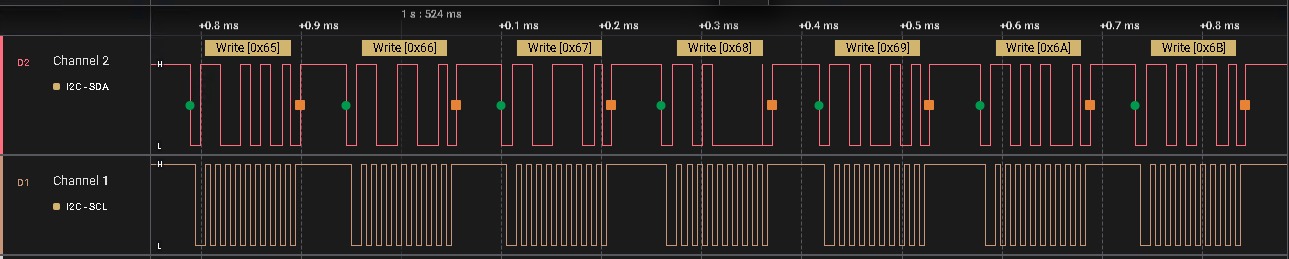 1 s : 524 ms
+0.8 ms +0.9 ms +0.1 ms +0.2 ms +0.3 ms +0.4 ms +0.5 ms +0.6 ms +0.7 ms +0.8 ms
Write [0x65] Write [0x66] Write [0x67] Write [0x68] Write [0x69] Write [0x6A] Write [0x6B]
D2 Channel 2 H
I2C - SDA
L
H
D1 Channel 1
I2C - SCL
L